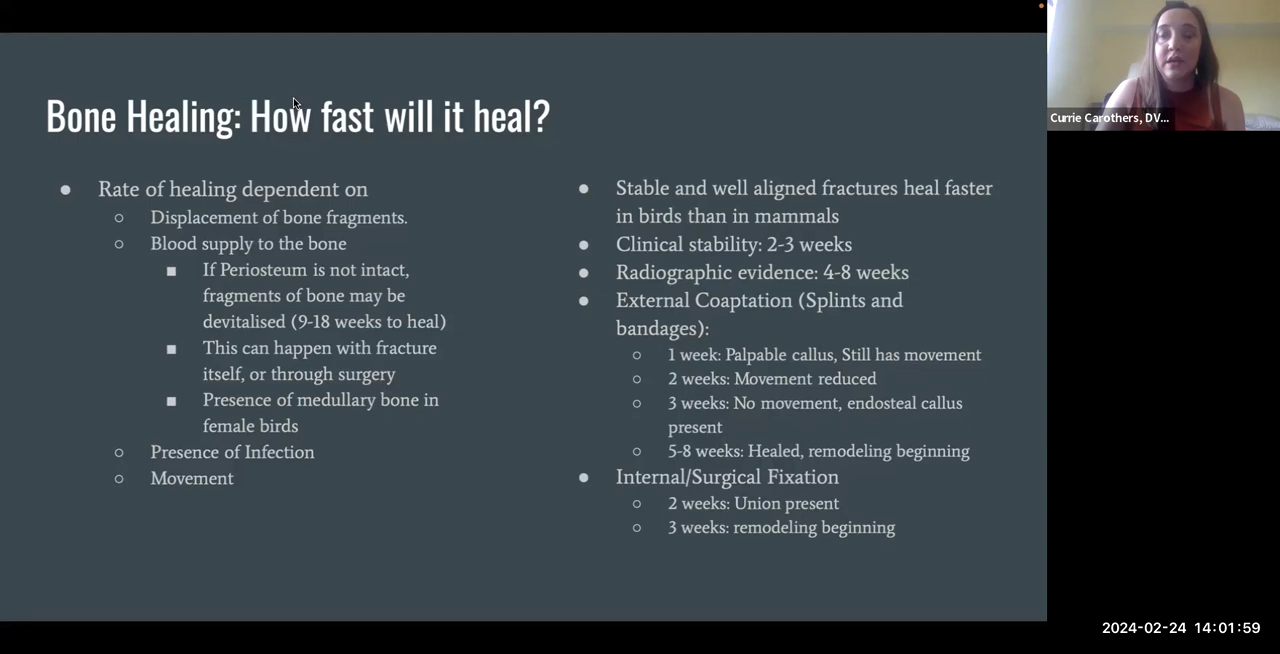 Bone Healing: How fast will it heal?
● Rate of healing dependent on
○ Displacement of bone fragments.
○ Blood supply to the bone
■ If Periosteum is not intact,
fragments of bone may be
devitalised (9-18 weeks to heal)
■ This can happen with fracture
itself, or through surgery
■ Presence of medullary bone in
female birds
○ Presence of Infection
○ Movement
● Stable and well aligned fractures heal faster
in birds than in mammals
● Clinical stability: 2-3 weeks
● Radiographic evidence: 4-8 weeks
● External Coaptation (Splints and
bandages):
○ 1 week: Palpable callus, Still has movement
○ 2 weeks: Movement reduced
○ 3 weeks: No movement, endosteal callus
present
○ 5-8 weeks: Healed, remodeling beginning
● Internal/Surgical Fixation
○ 2 weeks: Union present
○ 3 weeks: remodeling beginning
Currie Carothers, DV...
2024-02-24 14:01:59